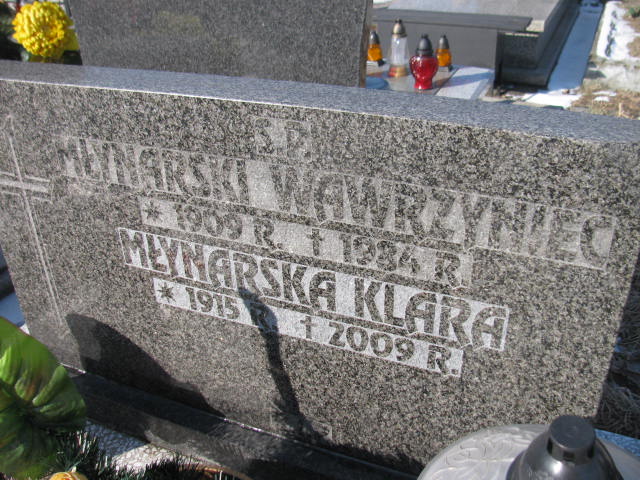 Ś.P.
MŁYNARSKI WAWRZYNIEC
* 1909 R. † 1984 R.
MŁYNARSKA KLARA
* 1915 R. † 2009 R.